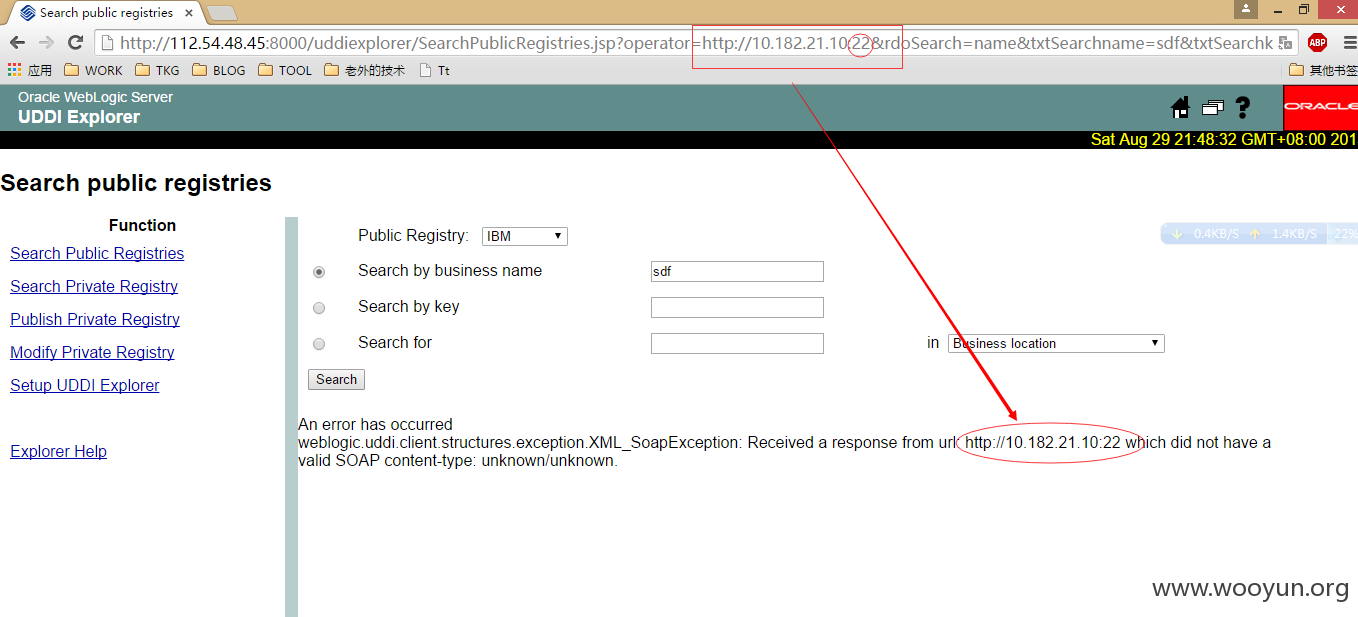 Search public registries
http://112.54.48.45:8000/uddiexplorer/SearchPublicRegistries.jsp?operator=http://10.182.21.10:22&rdoSearch=name&txtSearchname=sdf&txtSearchk
ABP
应用 WORK TKG BLOG TOOL 老外的技术 Tt 其他书签
Oracle WebLogic Server
UDDI Explorer
ORACLE
Sat Aug 29 21:48:32 GMT+08:00 201
Search public registries
Function
Search Public Registries
Search Private Registry
Publish Private Registry
Modify Private Registry
Setup UDDI Explorer
Explorer Help
Public Registry: IBM
0.4KB/S 1.4KB/S 22%
Search by business name sdf
Search by key
Search for in Business location
Search
An error has occurred
weblogic.uddi.client.structures.exception.XML_SoapException: Received a response from url: http://10.182.21.10:22 which did not have a
valid SOAP content-type: unknown/unknown.
www.wooyun.org